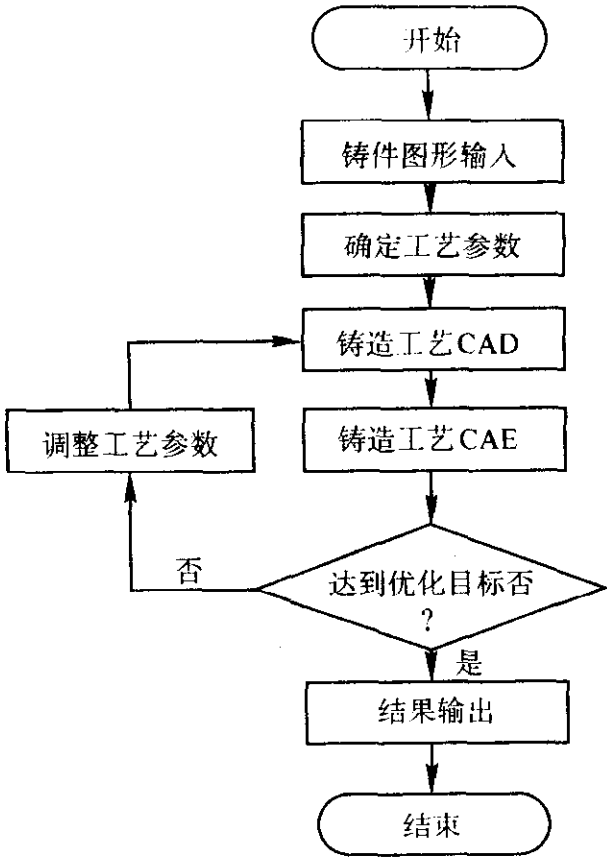 开始
铸件图形输入
确定工艺参数
铸造工艺CAD
调整工艺参数
铸造工艺CAE
否
达到优化目标否
?
是
结果输出
结束